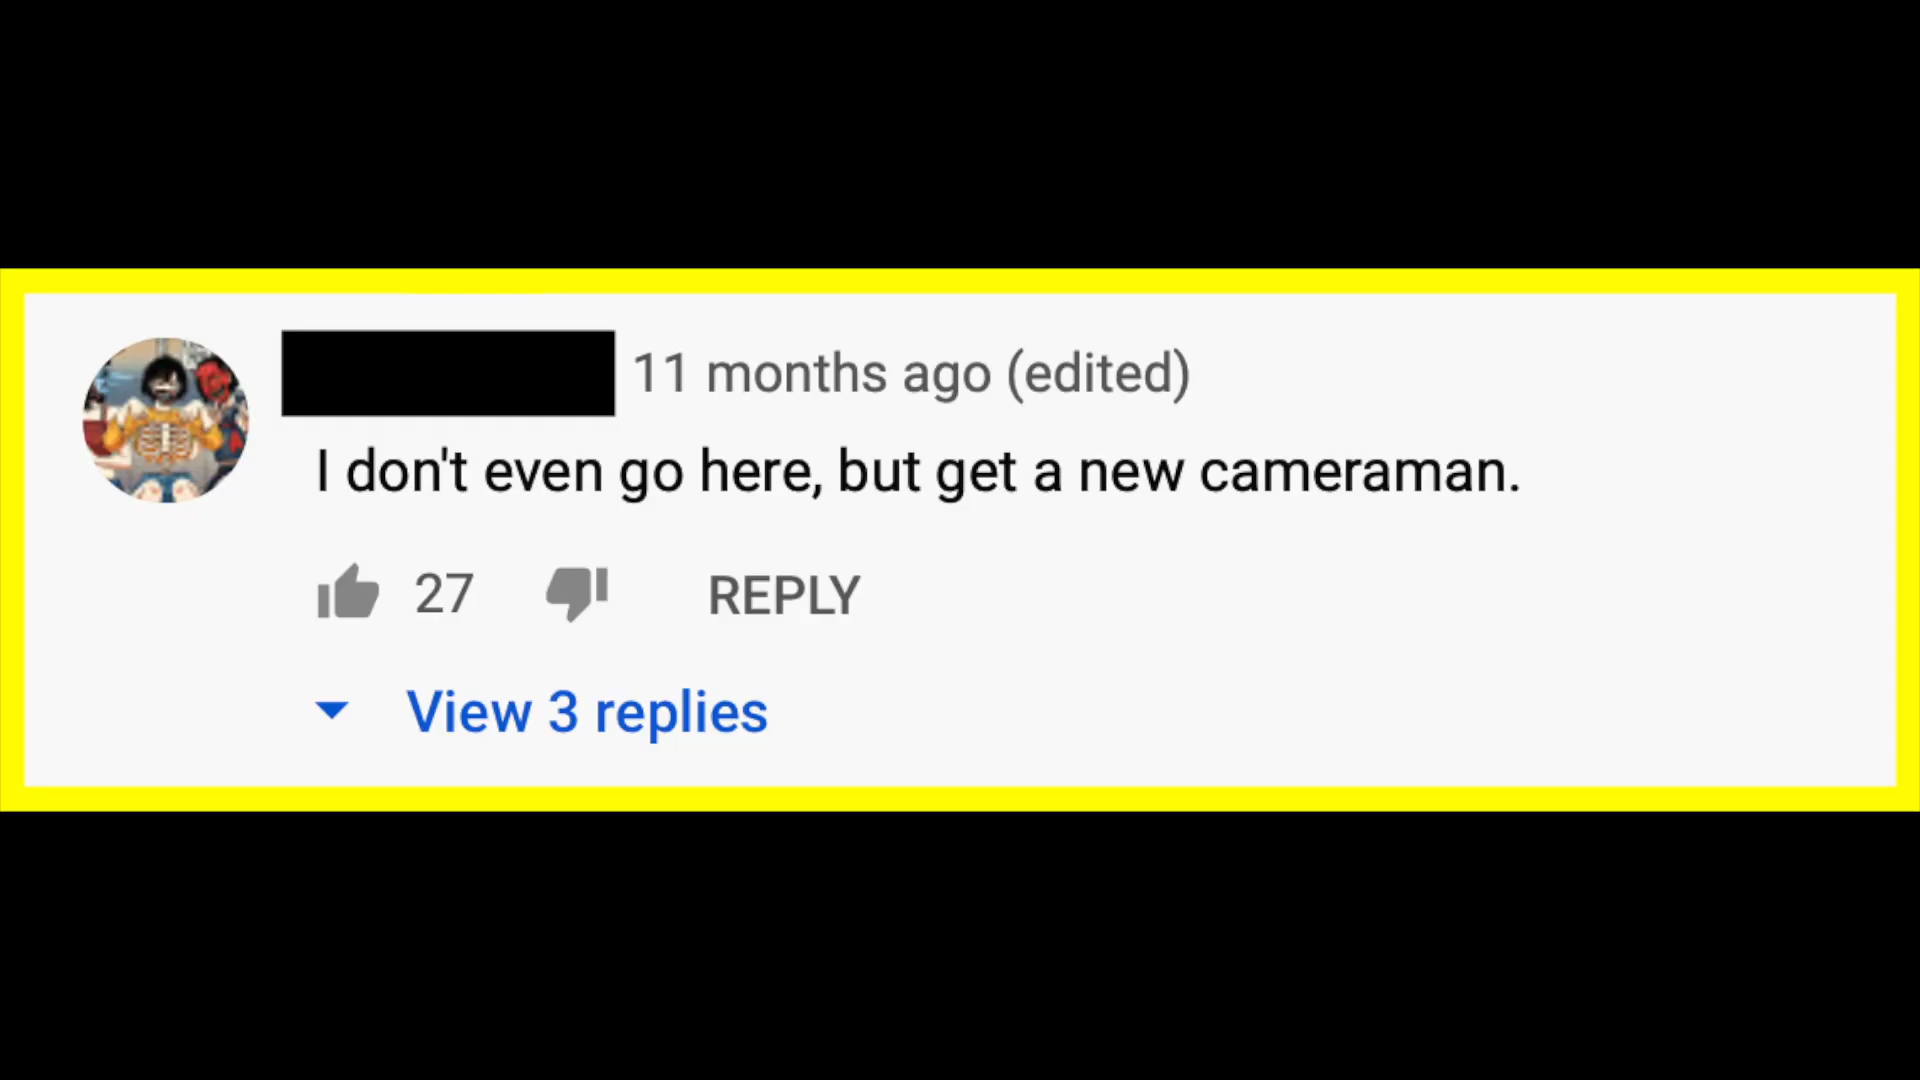 11 months ago (edited)
I don't even go here, but get a new cameraman.
27 REPLY
View 3 replies